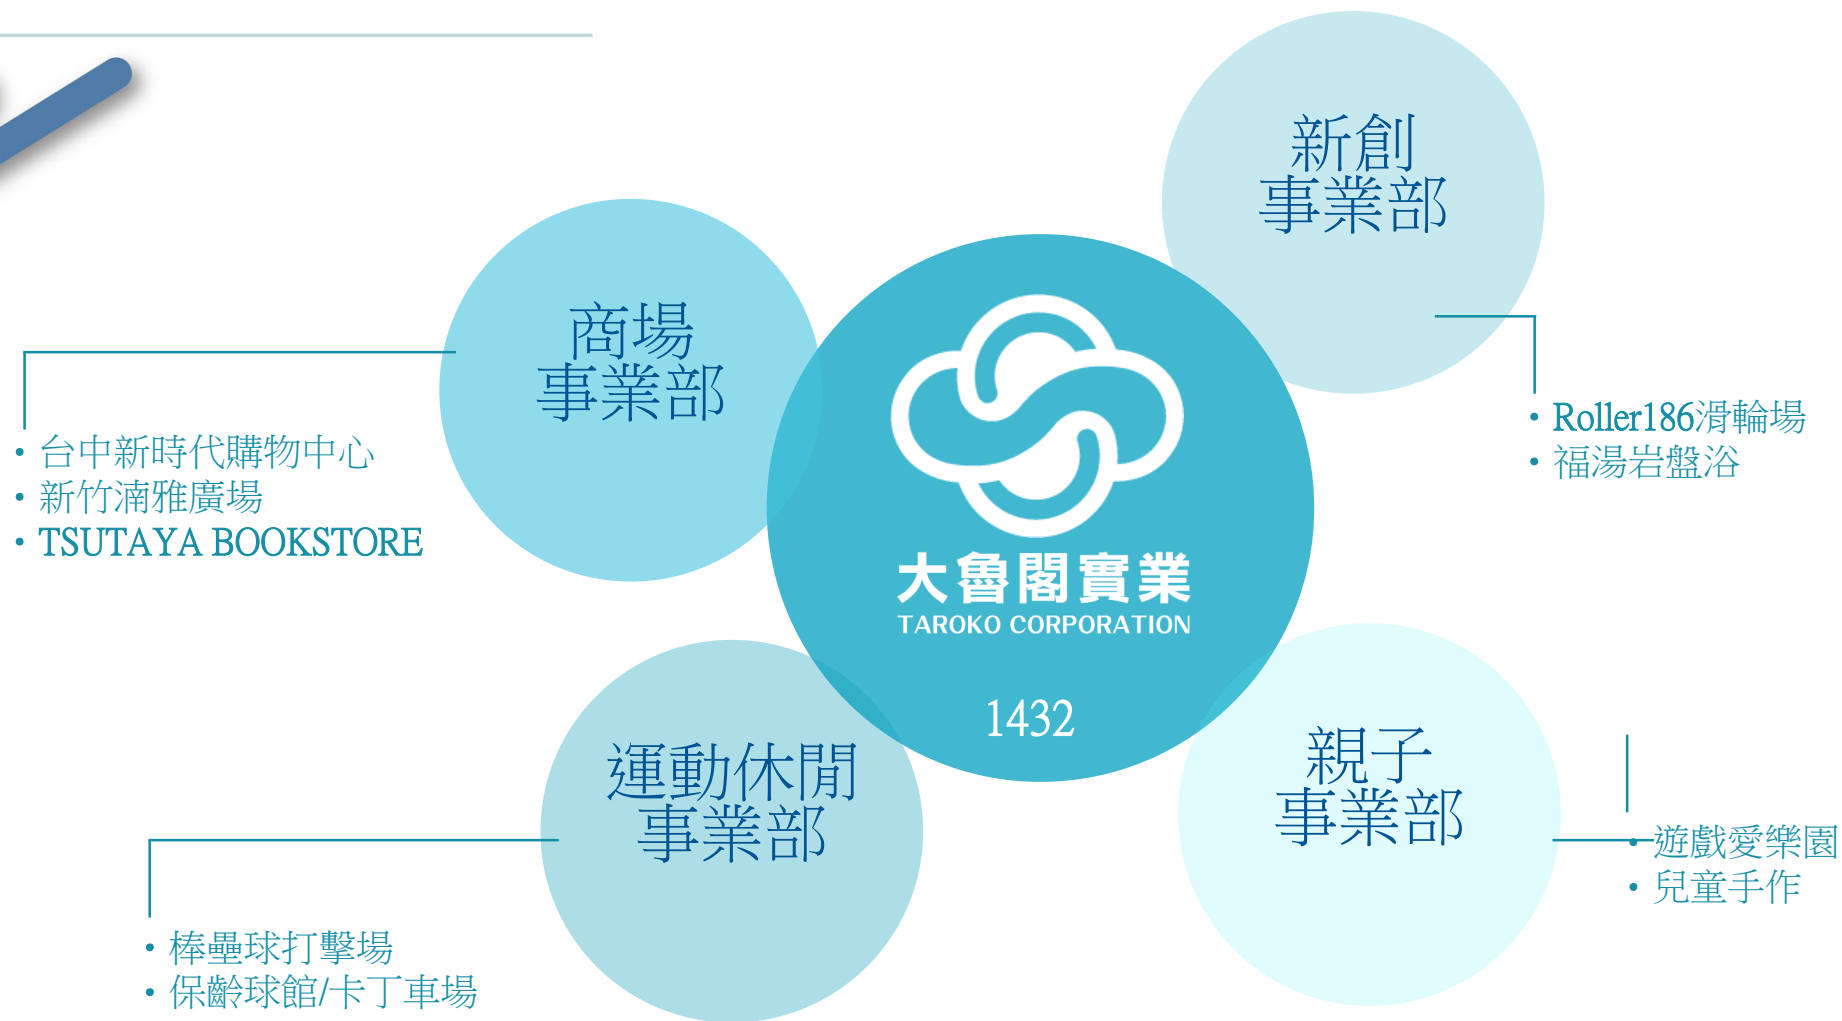 新創
事業部
商場
事業部
• Roller186滑輪場
• 福湯岩盤浴
• 台中新時代購物中心
• 新竹湳雅廣場
• TSUTAYA BOOKSTORE
大魯閣實業
TAROKO CORPORATION
1432
運動休閒
事業部
親子
事業部
• 遊戲愛樂園
• 兒童手作
• 棒壘球打擊場
• 保齡球館/卡丁車場